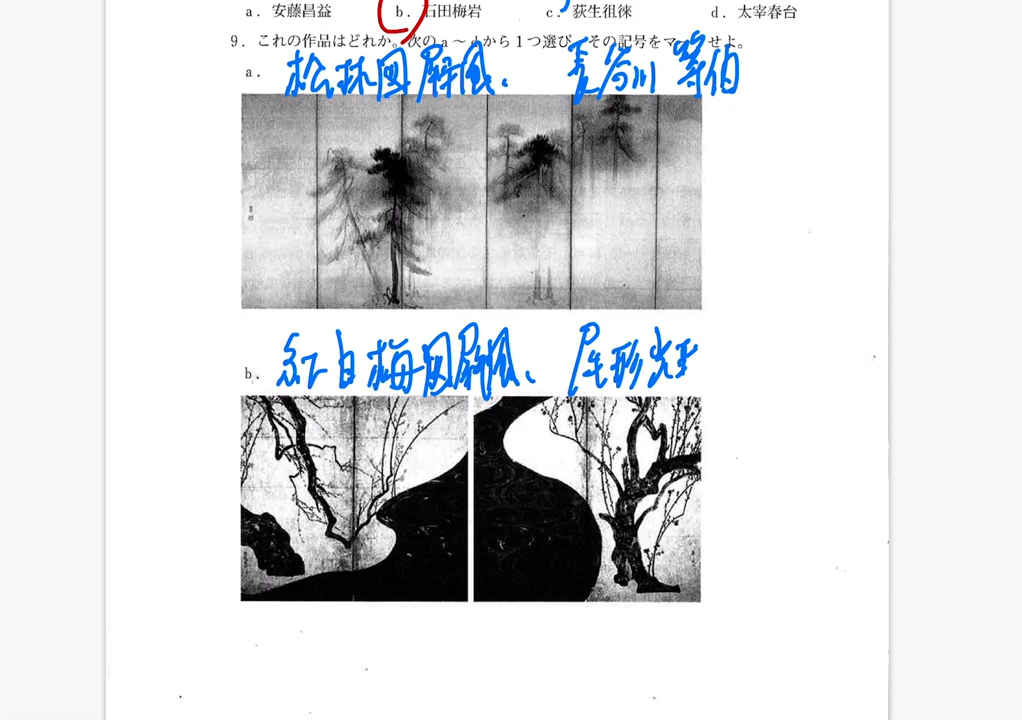 a．安藤昌益　b．石田梅岩　c．荻生徂徠　d．太宰春台
9．これの作品はどれか。次のa～dから1つ選び、その記号をマークせよ。
a．松林図屏風、長谷川等伯
b．紅白梅図屏風、尾形光琳